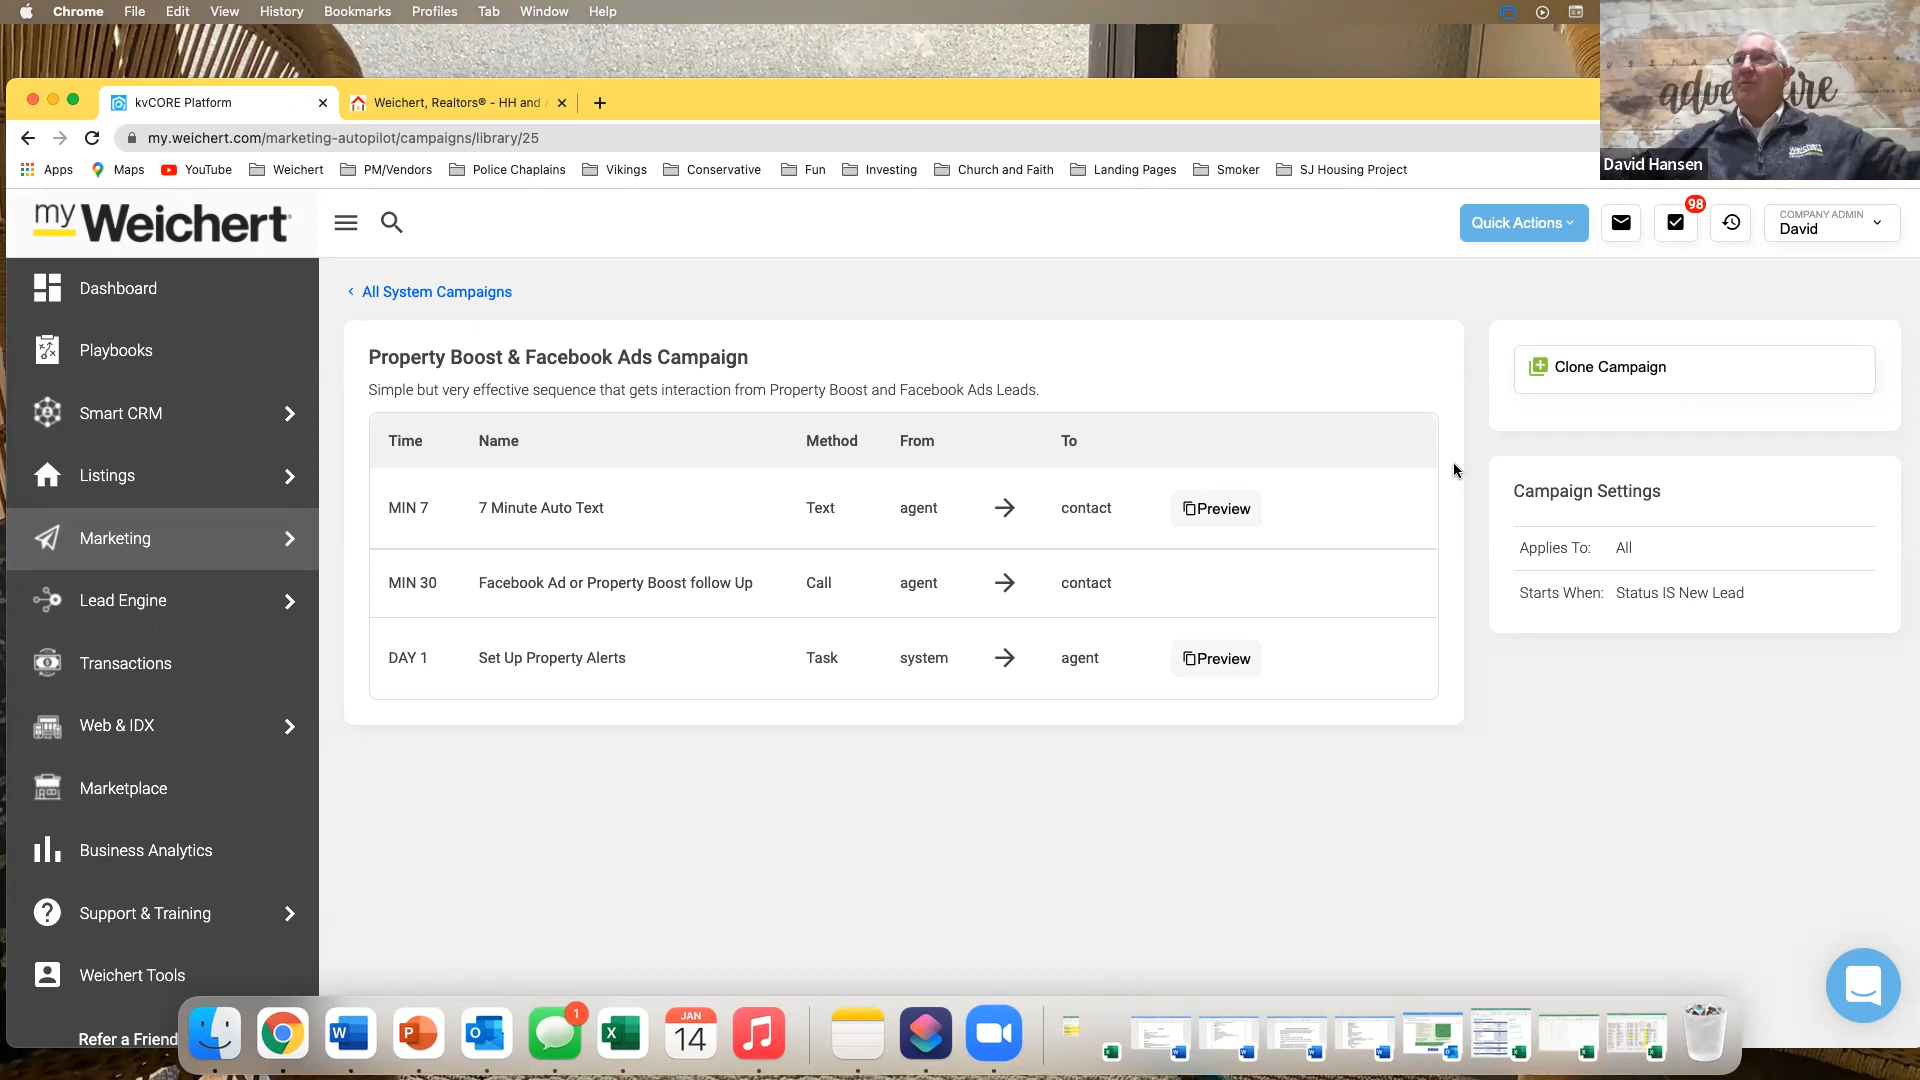 Chrome File Edit View History Bookmarks Profiles Tab Window Help
kvCORE Platform
Weichert, Realtors® - HH and
my.weichert.com/marketing-autopilot/campaigns/library/25
Apps Maps YouTube Weichert PM/Vendors Police Chaplains Vikings Conservative Fun Investing Church and Faith Landing Pages Smoker SJ Housing Project
adventure
Weichert
David Hansen
my Weichert
Quick Actions
98
COMPANY ADMIN
David
Dashboard
Playbooks
Smart CRM
Listings
Marketing
Lead Engine
Transactions
Web & IDX
Marketplace
Business Analytics
Support & Training
Weichert Tools
Refer a Friend
All System Campaigns
Property Boost & Facebook Ads Campaign
Simple but very effective sequence that gets interaction from Property Boost and Facebook Ads Leads.
Time Name Method From To
MIN 7 7 Minute Auto Text Text agent contact Preview
MIN 30 Facebook Ad or Property Boost follow Up Call agent contact
DAY 1 Set Up Property Alerts Task system agent Preview
Clone Campaign
Campaign Settings
Applies To: All
Starts When: Status IS New Lead
1
JAN
14